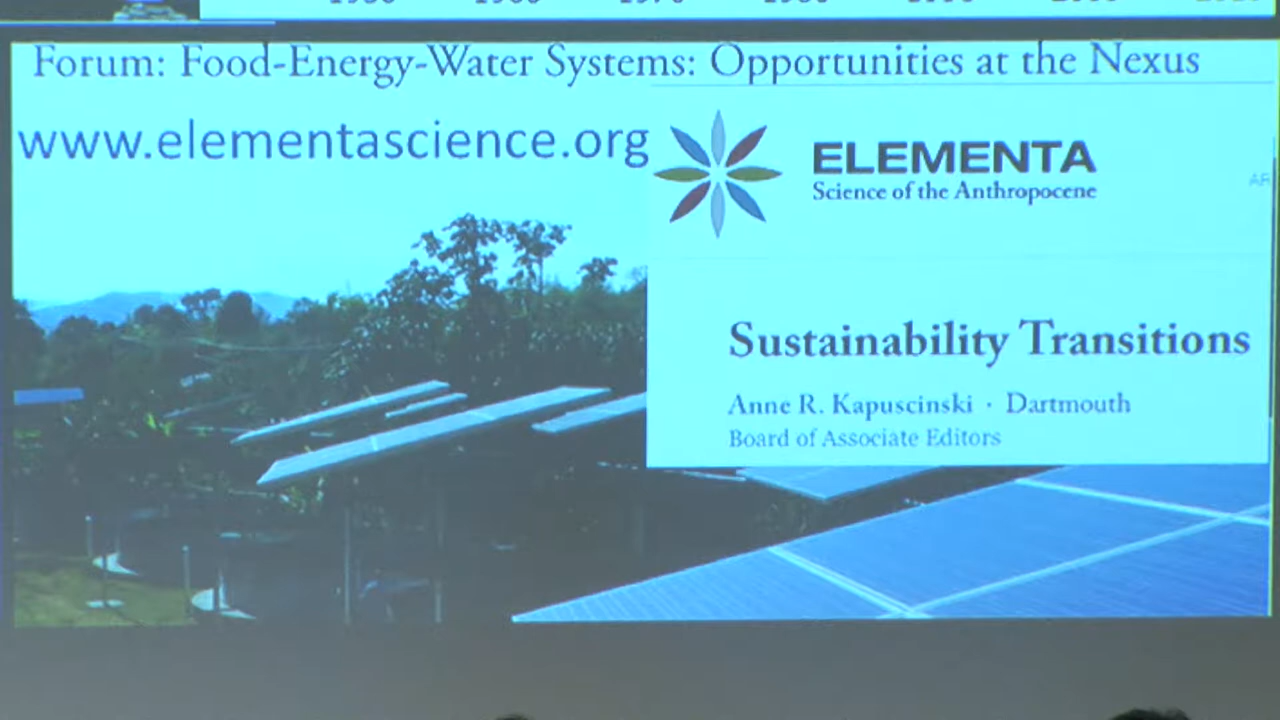 Forum: Food-Energy-Water Systems: Opportunities at the Nexus
www.elementascience.org
ELEMENTA
Science of the Anthropocene
Sustainability Transitions
Anne R. Kapuscinski · Dartmouth
Board of Associate Editors